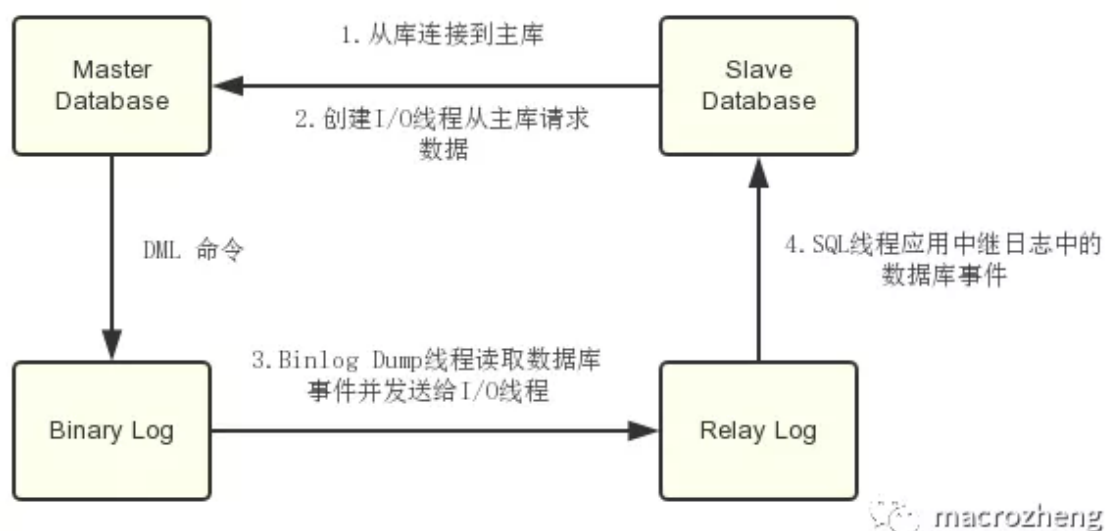 Master
Database
1.从库连接到主库
2.创建I/O线程从主库请求
数据
Slave
Database
DML 命令
4.SQL线程应用中继日志中的
数据库事件
Binary Log
3.Binlog Dump线程读取数据库
事件并发送给I/O线程
Relay Log
macrozheng